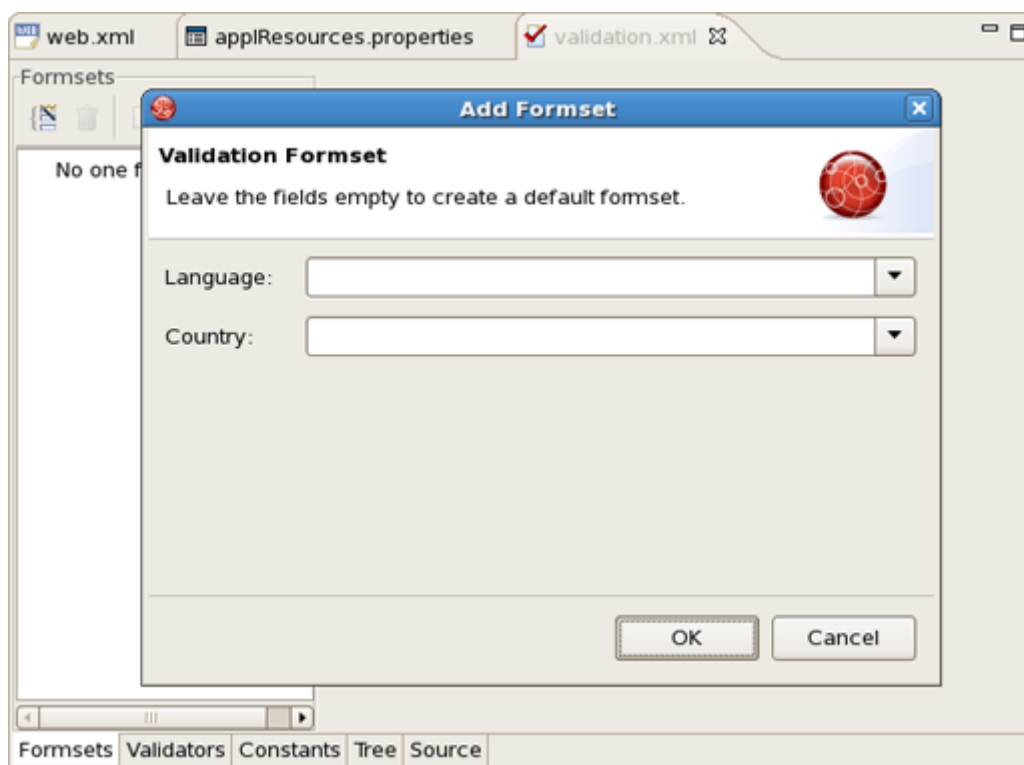 web.xml applResources.properties validation.xml
Formsets
Add Formset
No one f
Validation Formset
Leave the fields empty to create a default formset.
Language:
Country:
OK Cancel
Formsets Validators Constants Tree Source